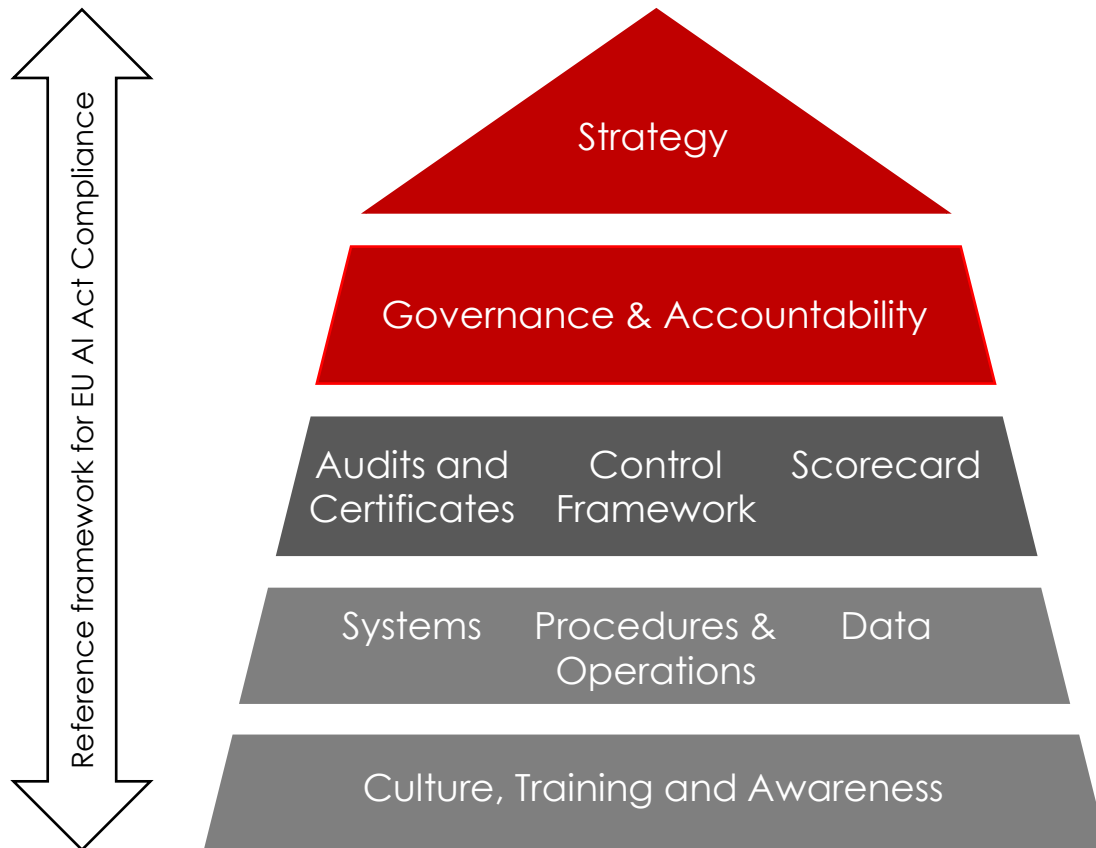 Reference framework for EU AI Act Compliance
Strategy
Governance & Accountability
Audits and
Certificates
Control
Framework
Scorecard
Systems
Procedures &
Operations
Data
Culture, Training and Awareness